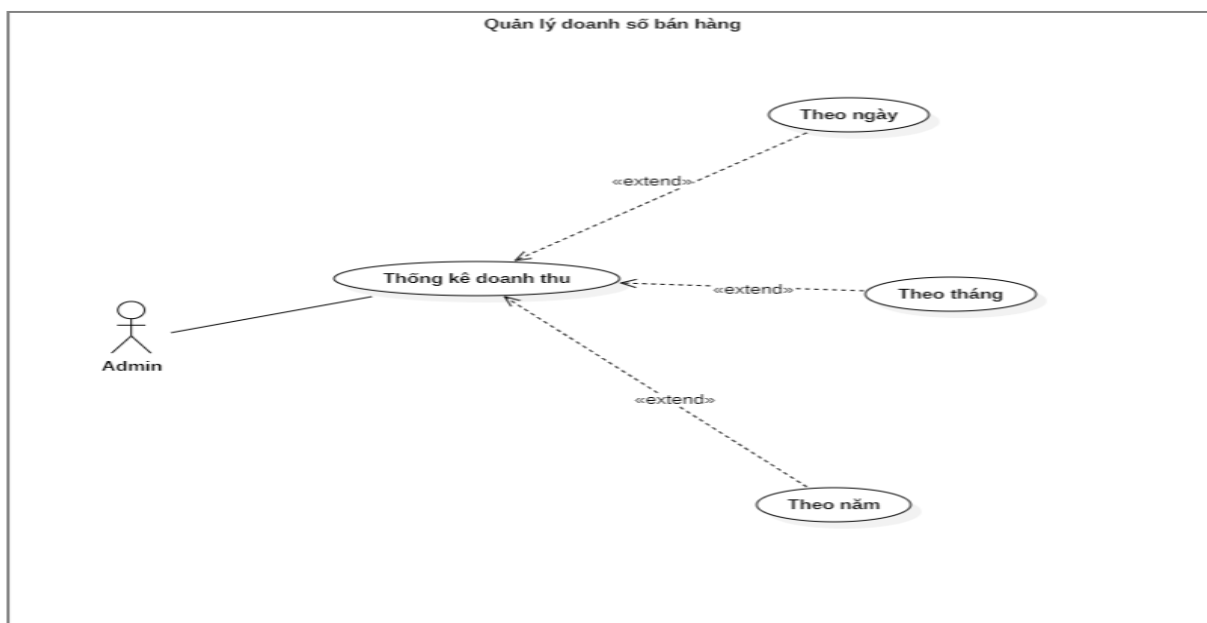 Quản lý doanh số bán hàng
Theo ngày
«extend»
Thống kê doanh thu
«extend»
Theo tháng
Admin
«extend»
Theo năm